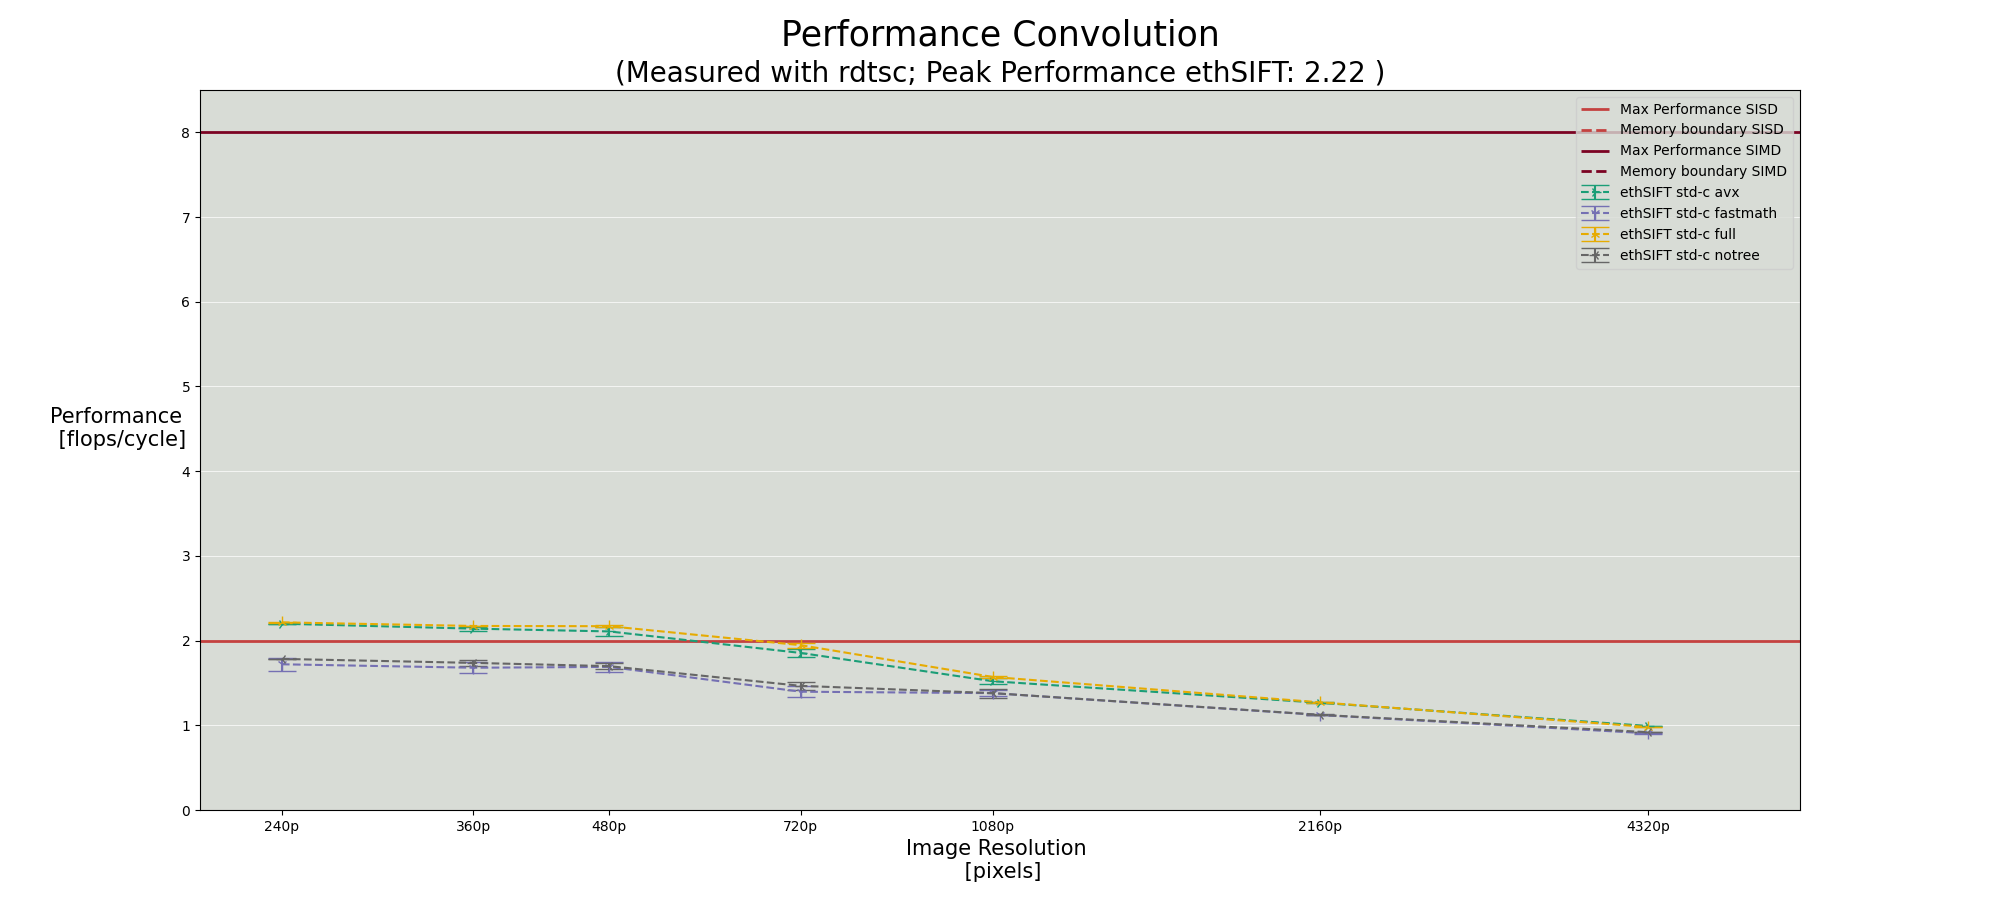 Performance Convolution
(Measured with rdtsc; Peak Performance ethSIFT: 2.22 )
Max Performance SISD
Memory boundary SISD
Max Performance SIMD
Memory boundary SIMD
ethSIFT std-c avx
ethSIFT std-c fastmath
ethSIFT std-c full
ethSIFT std-c notree
8
7
6
5
4
3
2
1
0
Performance
[flops/cycle]
240p 360p 480p 720p 1080p 2160p 4320p
Image Resolution
[pixels]